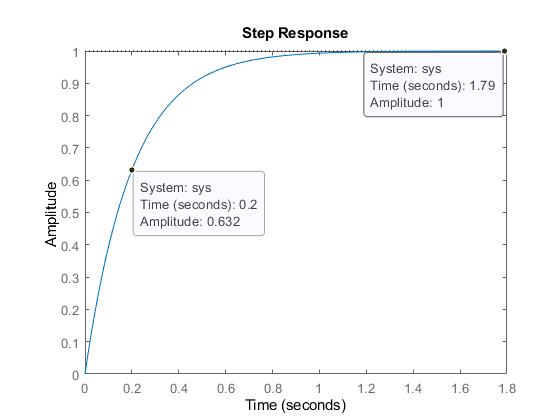 Step Response
System: sys
Time (seconds): 1.79
Amplitude: 1
System: sys
Time (seconds): 0.2
Amplitude: 0.632
Amplitude
1
0.9
0.8
0.7
0.6
0.5
0.4
0.3
0.2
0.1
0
0 0.2 0.4 0.6 0.8 1 1.2 1.4 1.6 1.8
Time (seconds)